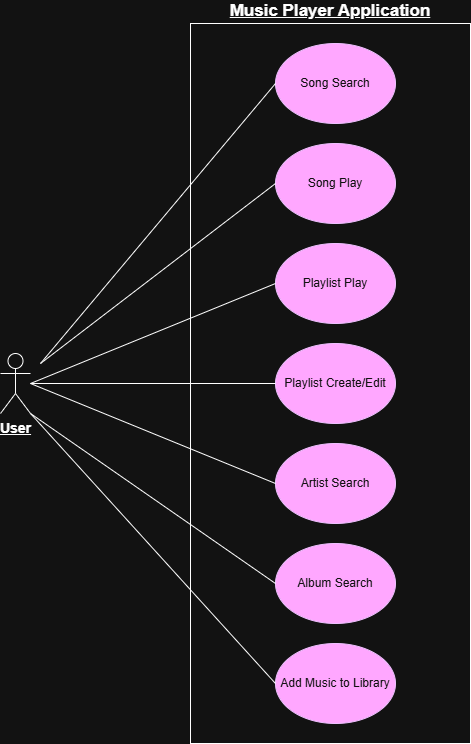 Music Player Application
Song Search
Song Play
Playlist Play
Playlist Create/Edit
Artist Search
User
Album Search
Add Music to Library